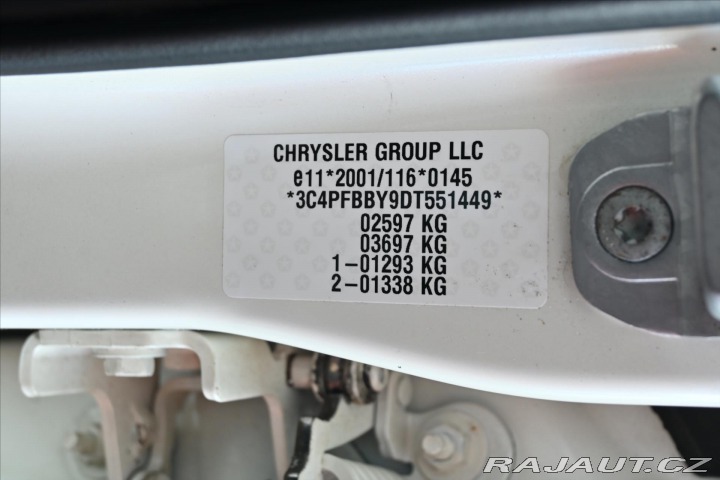 CHRYSLER GROUP LLC
e11*2001/116*0145
*3C4PFBBY9DT551449*
02597 KG
03697 KG
1-01293 KG
2-01338 KG
RAJAUT.CZ